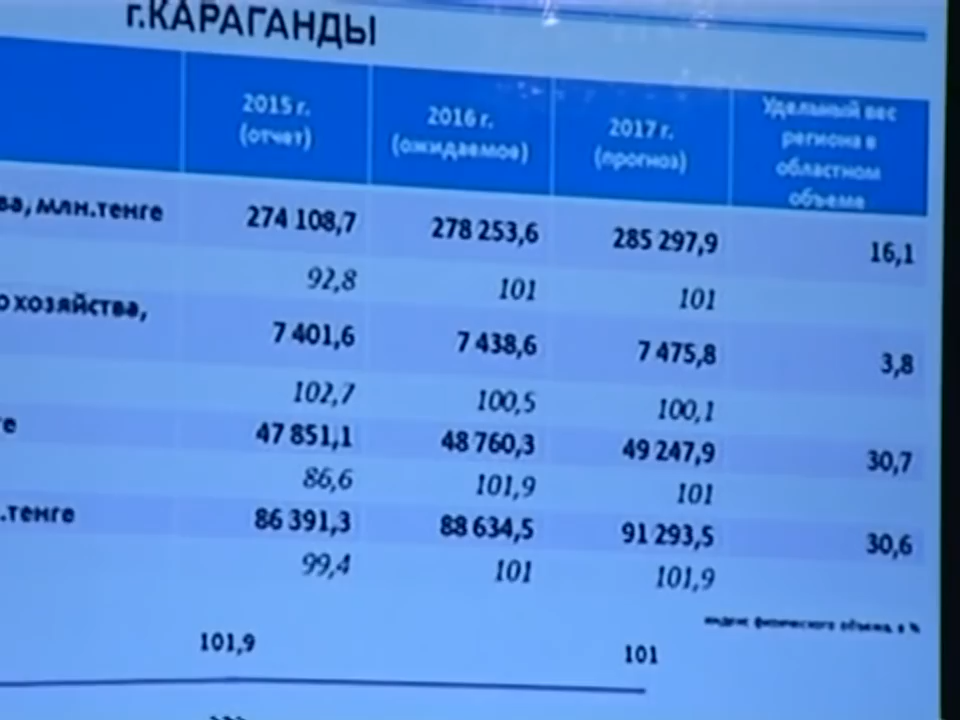 г.КАРАГАНДЫ
2015 г. (отчет) 2016 г. (ожидаемое) 2017 г. (прогноз) Удельный вес региона в областном объеме
ва, млн.тенге 274 108,7 278 253,6 285 297,9 16,1
92,8 101 101
о хозяйства,
7 401,6 7 438,6 7 475,8 3,8
102,7 100,5 100,1
ге 47 851,1 48 760,3 49 247,9 30,7
86,6 101,9 101
.тенге 86 391,3 88 634,5 91 293,5 30,6
99,4 101 101,9
индекс физического объема, в %
101,9 101